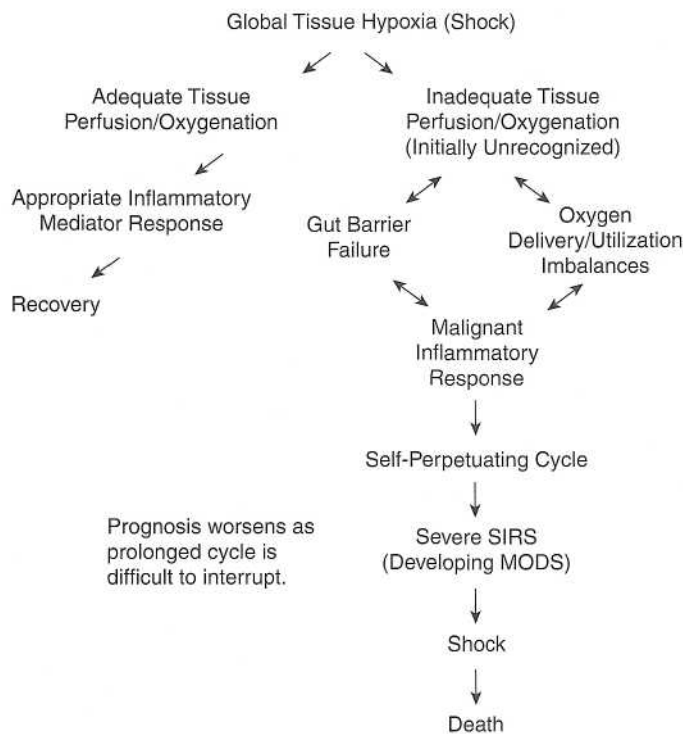 Global Tissue Hypoxia (Shock)
Adequate Tissue
Perfusion/Oxygenation
Inadequate Tissue
Perfusion/Oxygenation
(Initially Unrecognized)
Appropriate Inflammatory
Mediator Response
Gut Barrier
Failure
Oxygen
Delivery/Utilization
Imbalances
Recovery
Malignant
Inflammatory
Response
Self-Perpetuating Cycle
Prognosis worsens as
prolonged cycle is
difficult to interrupt.
Severe SIRS
(Developing MODS)
Shock
Death